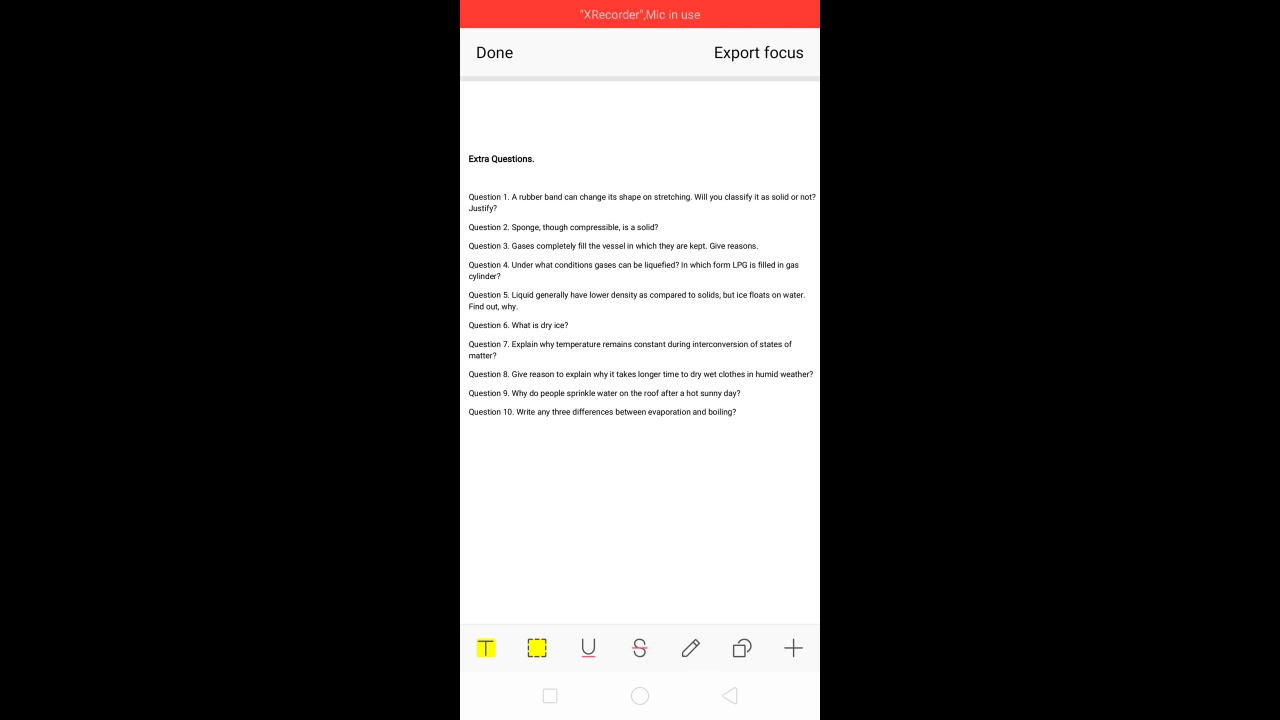 "XRecorder",Mic in use
Done
Export focus
Extra Questions.
Question 1. A rubber band can change its shape on stretching. Will you classify it as solid or not?
Justify?
Question 2. Sponge, though compressible, is a solid?
Question 3. Gases completely fill the vessel in which they are kept. Give reasons.
Question 4. Under what conditions gases can be liquefied? In which form LPG is filled in gas
cylinder?
Question 5. Liquid generally have lower density as compared to solids, but ice floats on water.
Find out, why.
Question 6. What is dry ice?
Question 7. Explain why temperature remains constant during interconversion of states of
matter?
Question 8. Give reason to explain why it takes longer time to dry wet clothes in humid weather?
Question 9. Why do people sprinkle water on the roof after a hot sunny day?
Question 10. Write any three differences between evaporation and boiling?
T
U
S